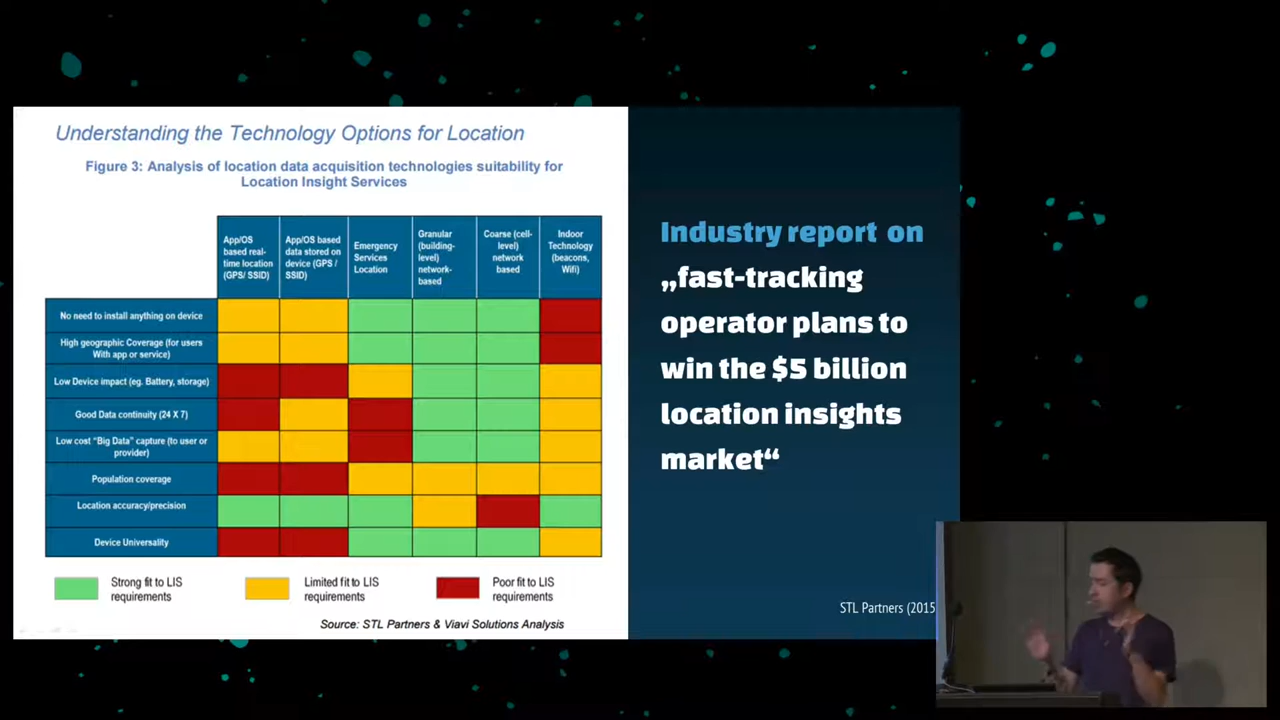 Understanding the Technology Options for Location
Figure 3: Analysis of location data acquisition technologies suitability for
Location Insight Services
App/OS
based real-
time location
(GPS/ SSID)
App/OS based
data stored on
device (GPS /
SSID)
Emergency
Services
Location
Granular
(building-
level)
network-
based
Coarse (cell-
level)
network
based
Indoor
Technology
(beacons,
Wifi)
No need to install anything on device
High geographic Coverage (for users
With app or service)
Low Device impact (eg. Battery, storage)
Good Data continuity (24 X 7)
Low cost “Big Data” capture (to user or
provider)
Population coverage
Location accuracy/precision
Device Universality
Strong fit to LIS
requirements
Limited fit to LIS
requirements
Poor fit to LIS
requirements
Source: STL Partners & Viavi Solutions Analysis
Industry report on
„fast-tracking
operator plans to
win the $5 billion
location insights
market“
STL Partners (2015